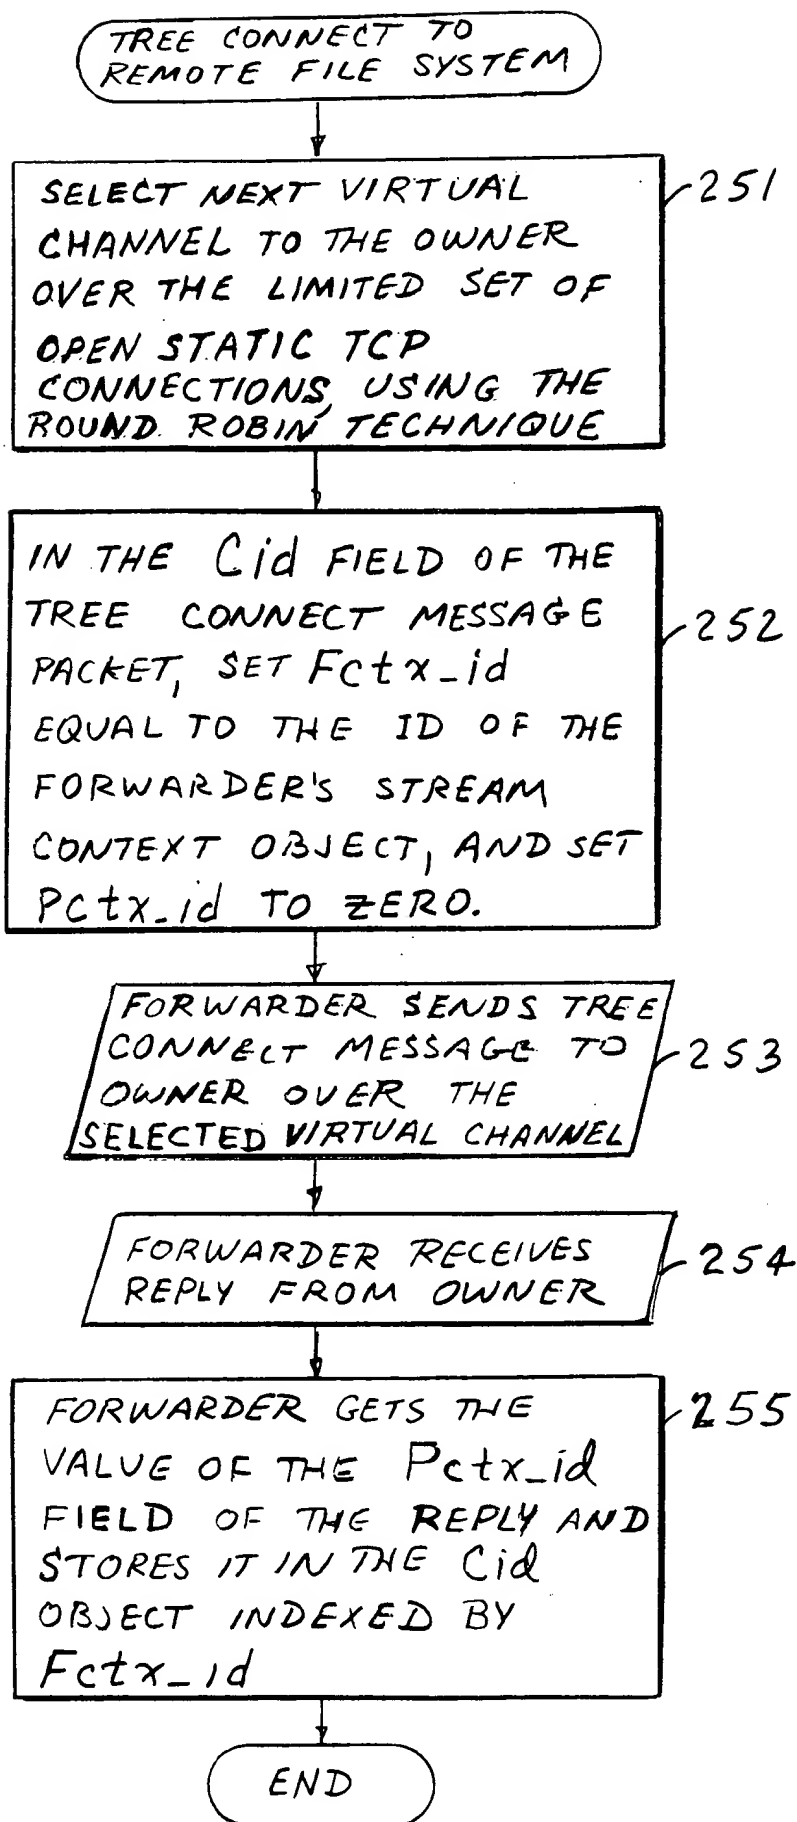 TREE CONNECT TO
REMOTE FILE SYSTEM
251
SELECT NEXT VIRTUAL
CHANNEL TO THE OWNER
OVER THE LIMITED SET OF
OPEN STATIC TCP
CONNECTIONS, USING THE
ROUND ROBIN TECHNIQUE
252
IN THE Cid FIELD OF THE
TREE CONNECT MESSAGE
PACKET, SET Fctx_id
EQUAL TO THE ID OF THE
FORWARDER'S STREAM
CONTEXT OBJECT, AND SET
Pctx_id TO ZERO.
253
FORWARDER SENDS TREE
CONNECT MESSAGE TO
OWNER OVER THE
SELECTED VIRTUAL CHANNEL
254
FORWARDER RECEIVES
REPLY FROM OWNER
255
FORWARDER GETS THE
VALUE OF THE Pctx_id
FIELD OF THE REPLY AND
STORES IT IN THE Cid
OBJECT INDEXED BY
Fctx_id
END